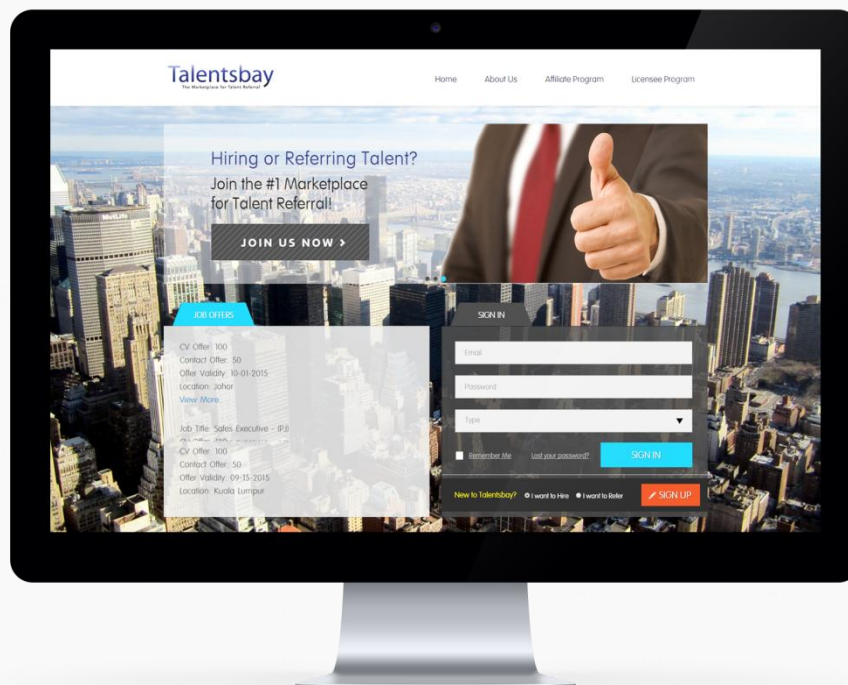 Talentsbay
The Marketplace for Talent Referral
Home
About Us
Affiliate Program
Licensee Program
Hiring or Referring Talent?
Join the #1 Marketplace
for Talent Referral!
JOIN US NOW >
MetLife
JOB OFFERS
CV Offer: 100
Contact Offer: 50
Offer Validity: 10-01-2015
Location: Johor
View More..
Job Title: Sales Executive - (PJ)
CV Offer: 100
Contact Offer: 50
Offer Validity: 09-15-2015
Location: Kuala Lumpur
SIGN IN
Email
Password
Type
Remember Me
Lost your password?
SIGN IN
New to Talentsbay?
I want to Hire
I want to Refer
SIGN UP